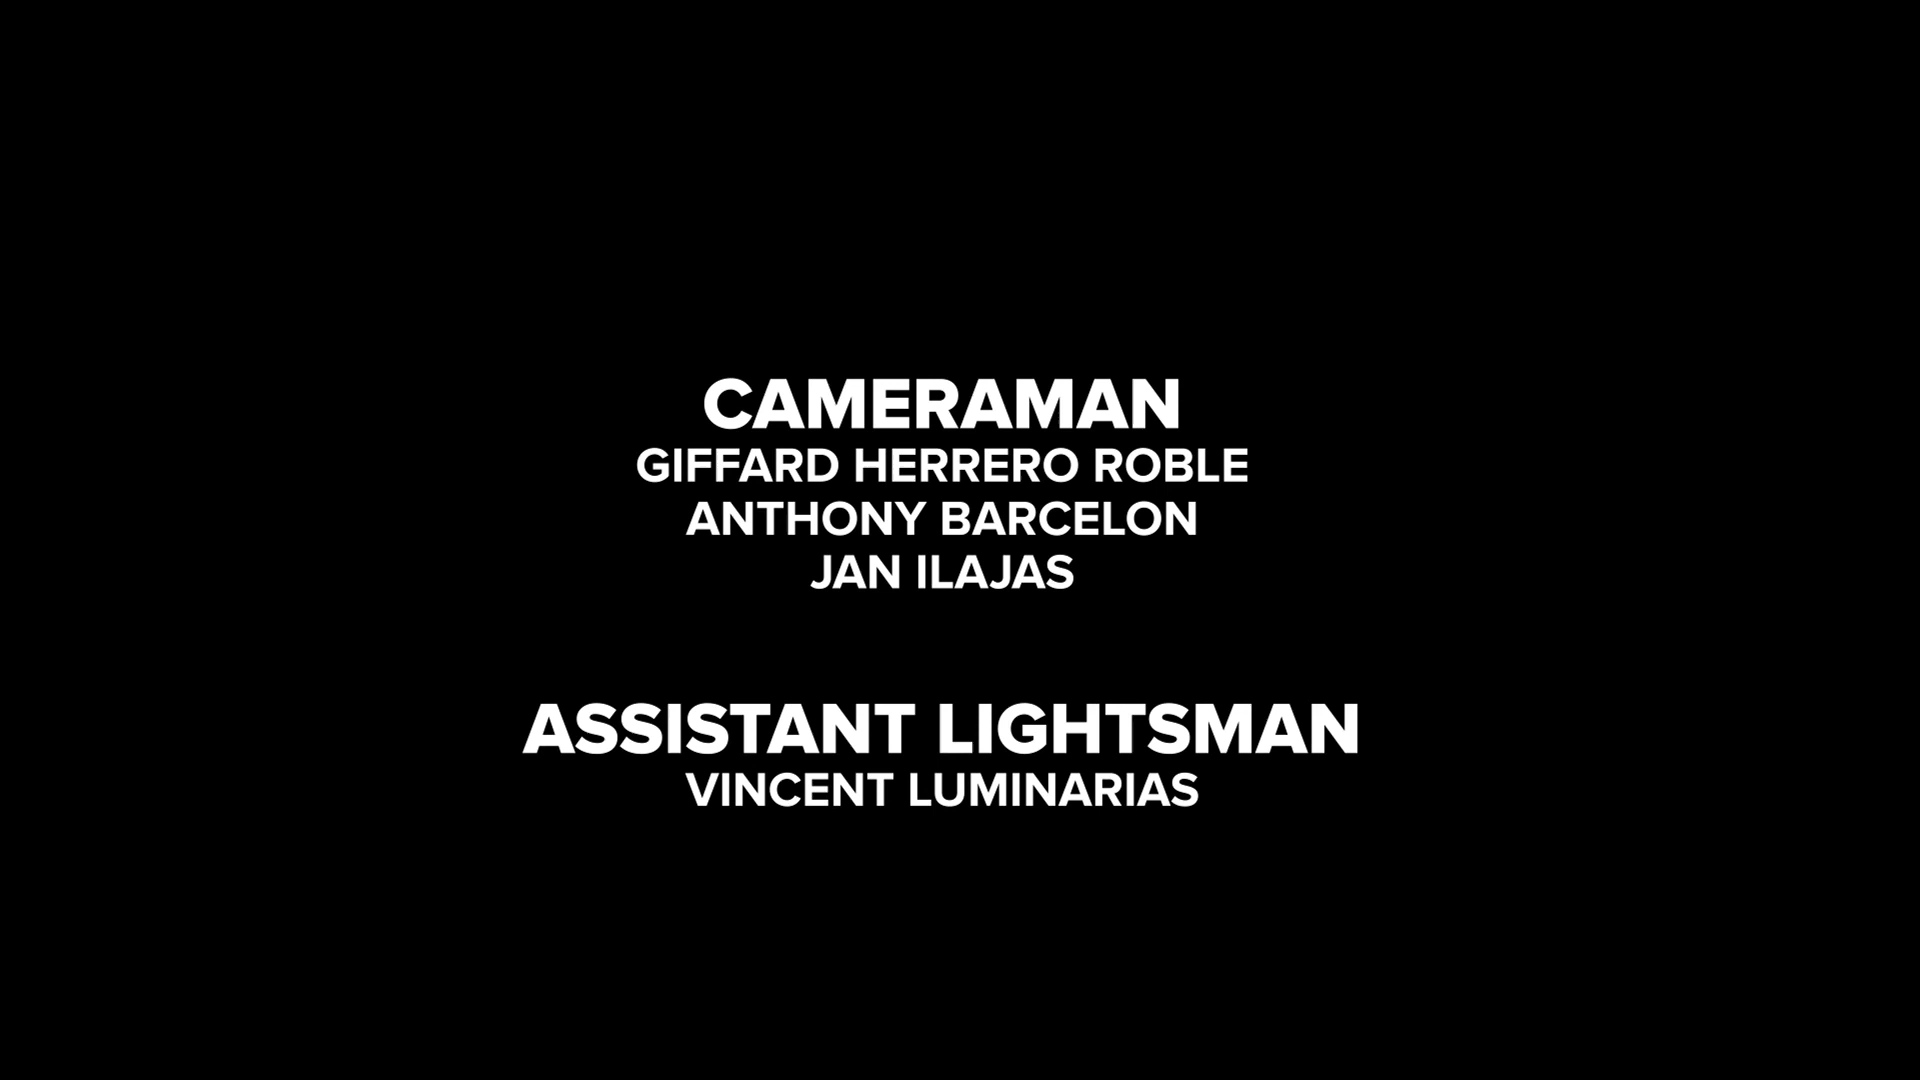 CAMERAMAN
GIFFARD HERRERO ROBLE
ANTHONY BARCELON
JAN ILAJAS
ASSISTANT LIGHTSMAN
VINCENT LUMINARIAS